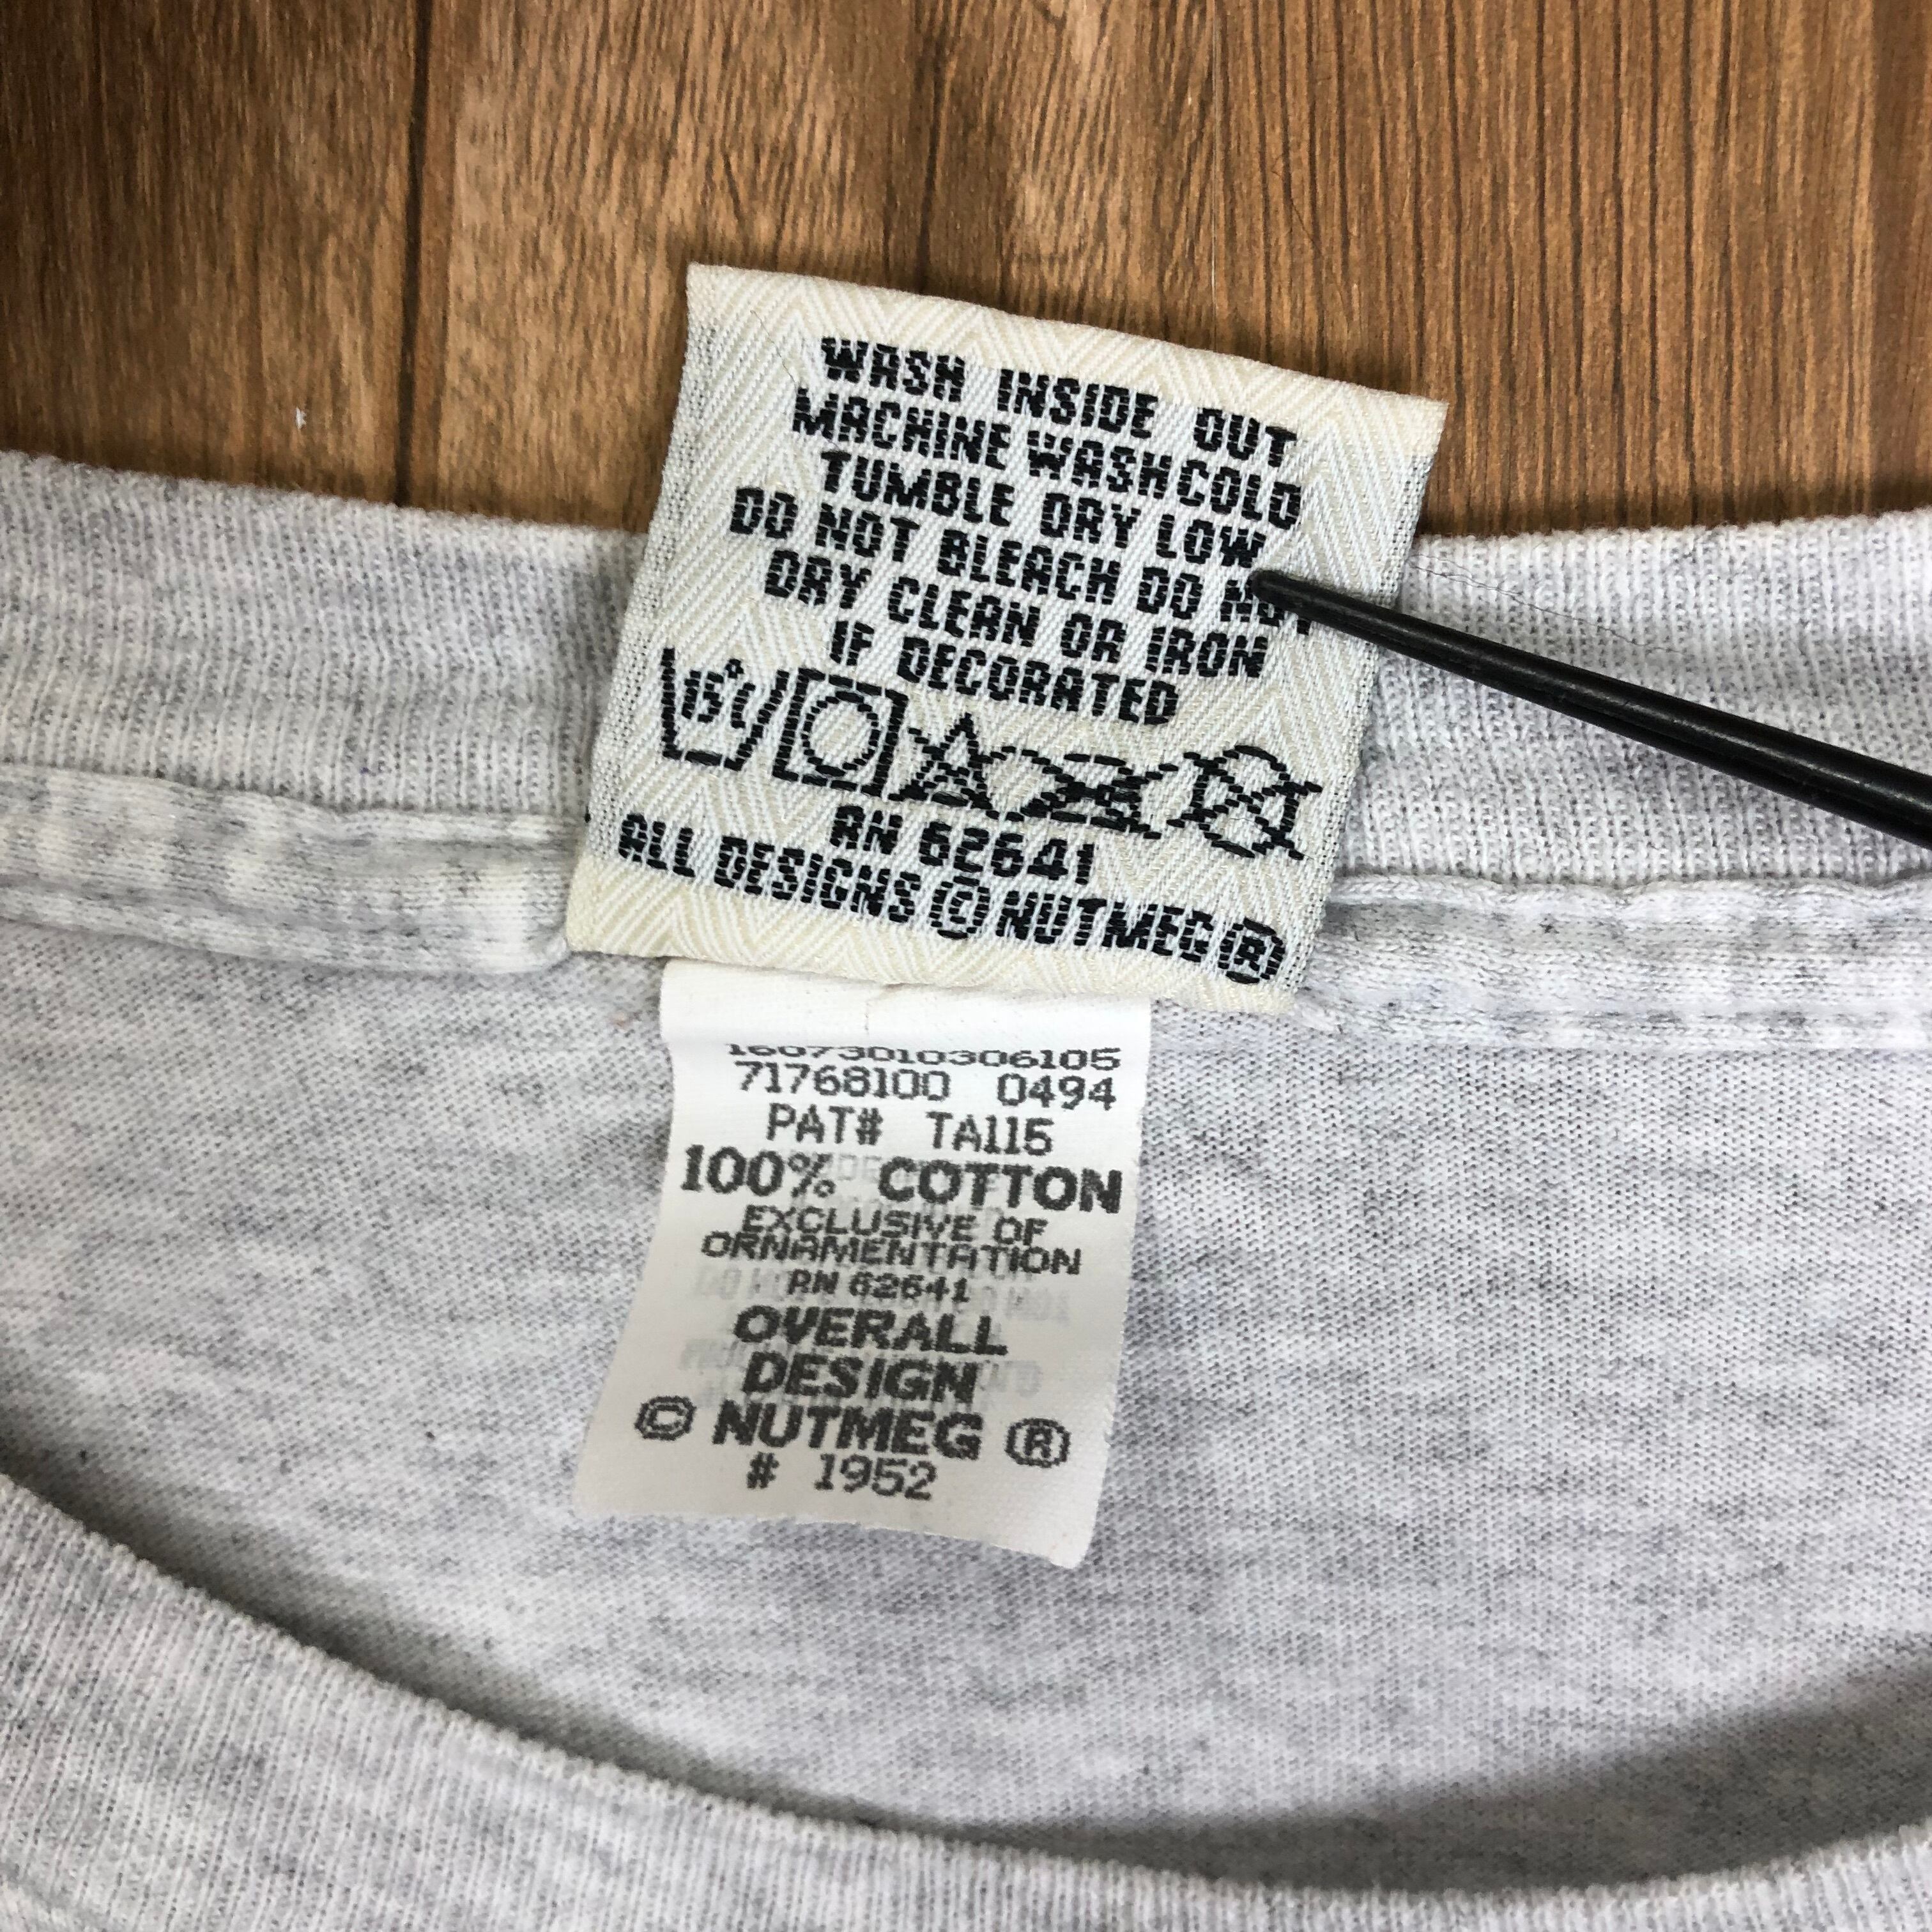 WASH INSIDE OUT
MACHINE WASH COLD
TUMBLE DRY LOW
DO NOT BLEACH DO NOT
DRY CLEAN OR IRON
IF DECORATED
15°
RN 62641
ALL DESIGNS © NUTMEG ®
16073010306105
71768100 0494
PAT# TA115
100% COTTON
EXCLUSIVE OF
ORNAMENTATION
RN 62641
OVERALL
DESIGN
© NUTMEG ®
# 1952